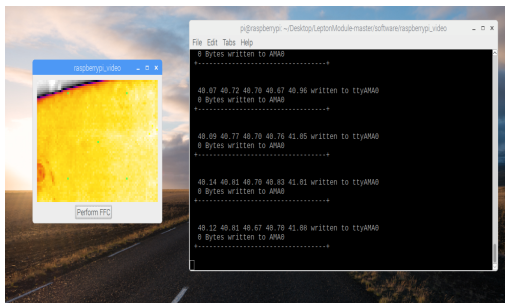 raspberrypi_video
Perform FFC
pi@raspberrypi: ~/Desktop/LeptonModule-master/software/raspberrypi_video
File Edit Tabs Help
0 Bytes written to AMA0
+--------------------------------+
40.07 40.72 40.70 40.67 40.96 written to ttyAMA0
0 Bytes written to AMA0
+--------------------------------+
40.09 40.77 40.70 40.76 41.05 written to ttyAMA0
0 Bytes written to AMA0
+--------------------------------+
40.14 40.81 40.70 40.83 41.01 written to ttyAMA0
0 Bytes written to AMA0
+--------------------------------+
40.12 40.81 40.67 40.70 41.00 written to ttyAMA0
0 Bytes written to AMA0
+--------------------------------+